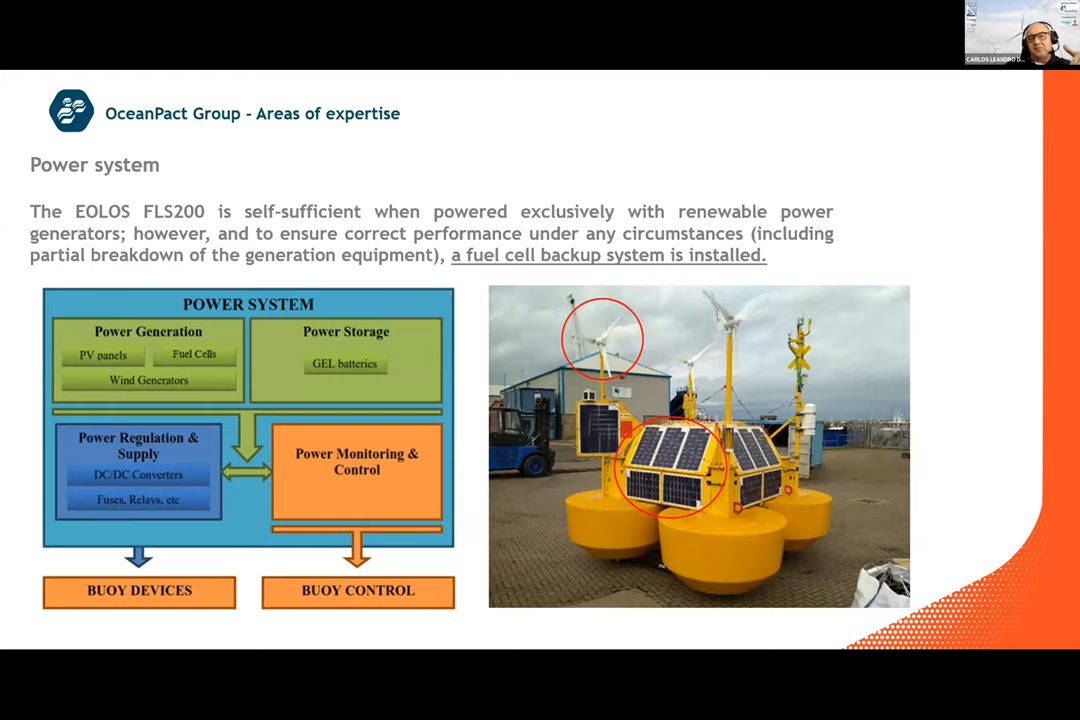 CARLOS LEANDRO D...
OceanPact Group - Areas of expertise
Power system
The EOLOS FLS200 is self-sufficient when powered exclusively with renewable power
generators; however, and to ensure correct performance under any circumstances (including
partial breakdown of the generation equipment), a fuel cell backup system is installed.
POWER SYSTEM
Power Generation
PV panels
Fuel Cells
Wind Generators
Power Storage
GEL batteries
Power Regulation &
Supply
DC/DC Converters
Fuses, Relays, etc
Power Monitoring &
Control
BUOY DEVICES
BUOY CONTROL